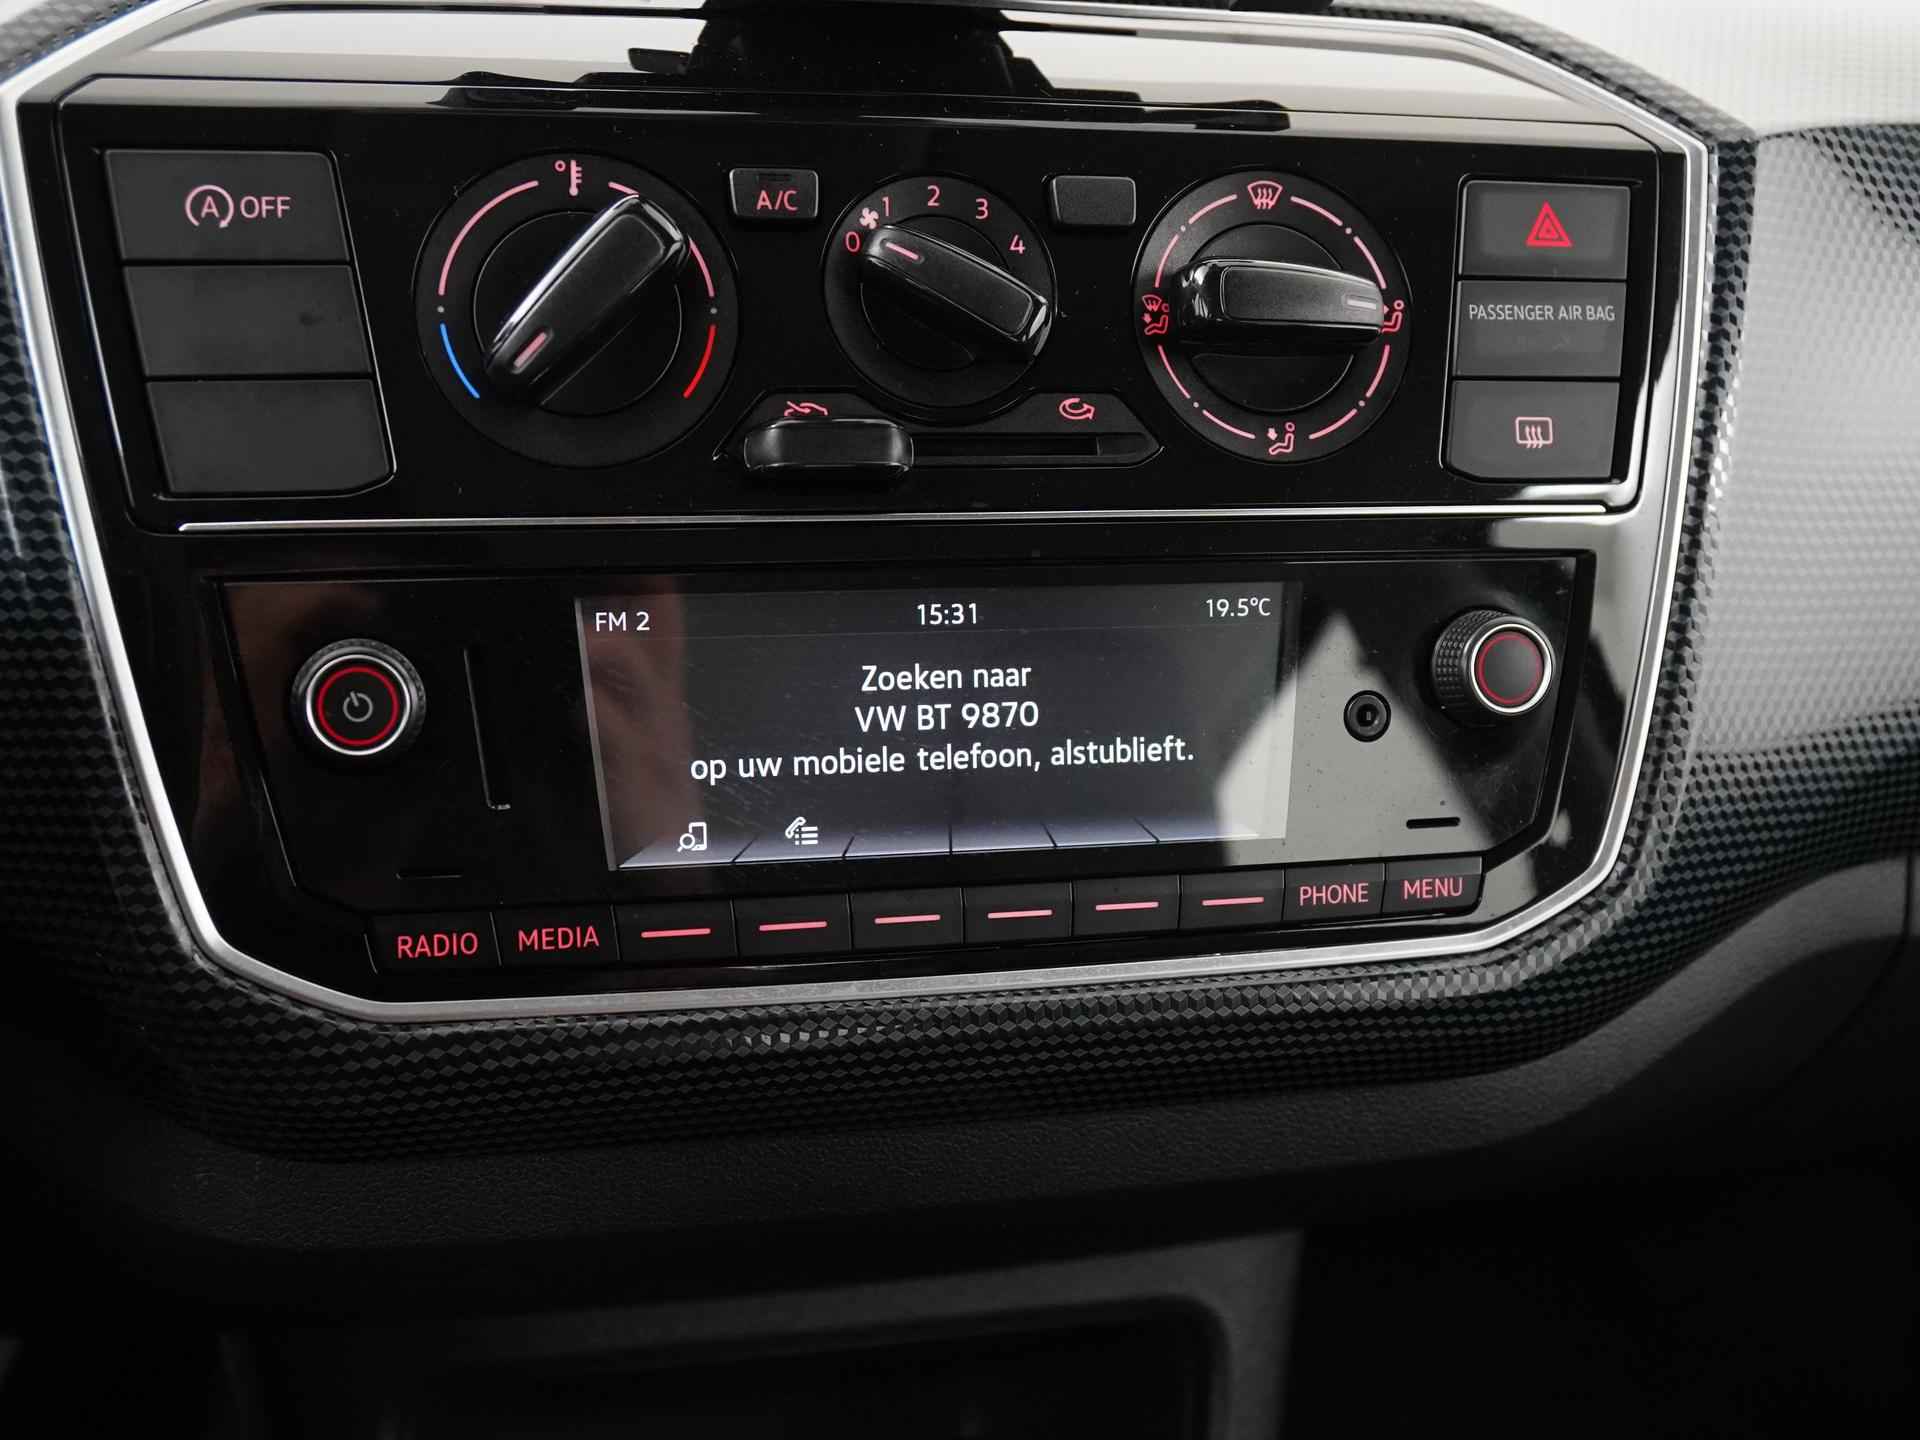 A OFF
A/C
0 1 2 3 4
PASSENGER AIR BAG
FM 2 15:31 19.5°C
Zoeken naar
VW BT 9870
op uw mobiele telefoon, alstublieft.
RADIO MEDIA PHONE MENU